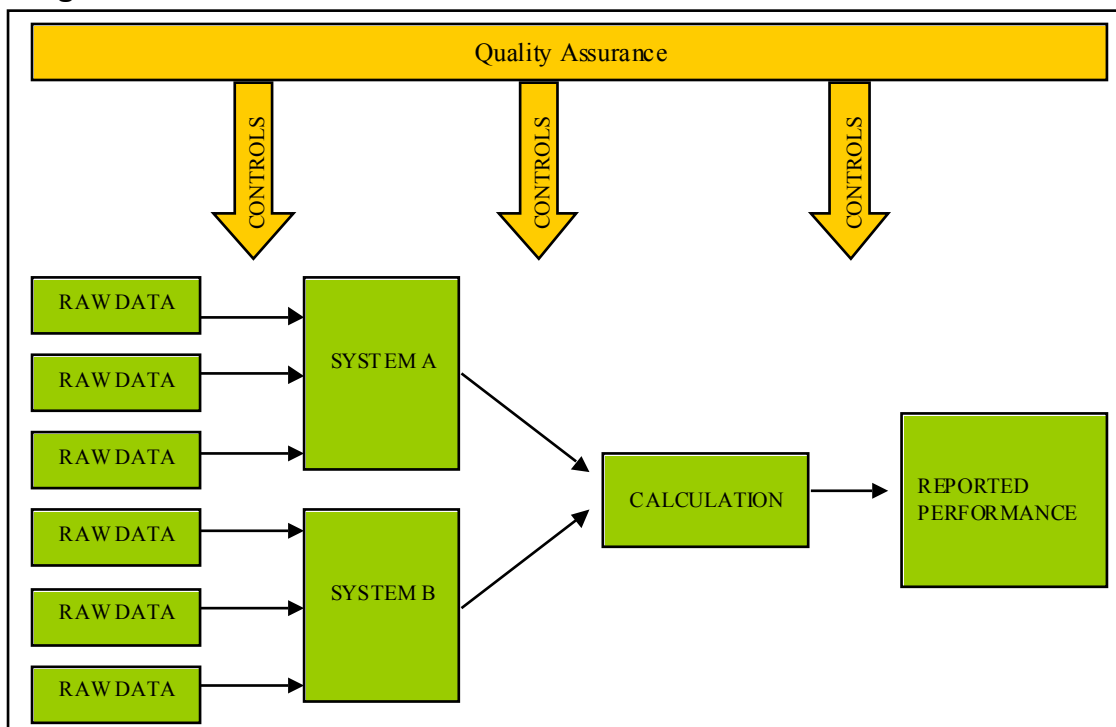 Quality Assurance
CONTROLS
CONTROLS
CONTROLS
RAW DATA
RAW DATA
RAW DATA
SYSTEM A
RAW DATA
RAW DATA
RAW DATA
SYSTEM B
CALCULATION
REPORTED
PERFORMANCE